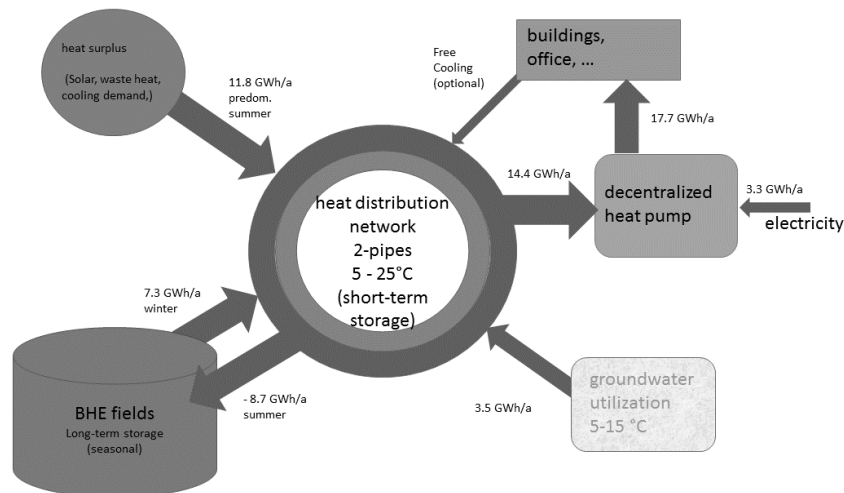 heat surplus
(Solar, waste heat,
cooling demand,)
11.8 GWh/a
predom.
summer
Free
Cooling
(optional)
buildings,
office, ...
17.7 GWh/a
14.4 GWh/a
decentralized
heat pump
3.3 GWh/a
electricity
heat distribution
network
2-pipes
5 - 25°C
(short-term
storage)
7.3 GWh/a
winter
- 8.7 GWh/a
summer
BHE fields
Long-term storage
(seasonal)
3.5 GWh/a
groundwater
utilization
5-15 °C